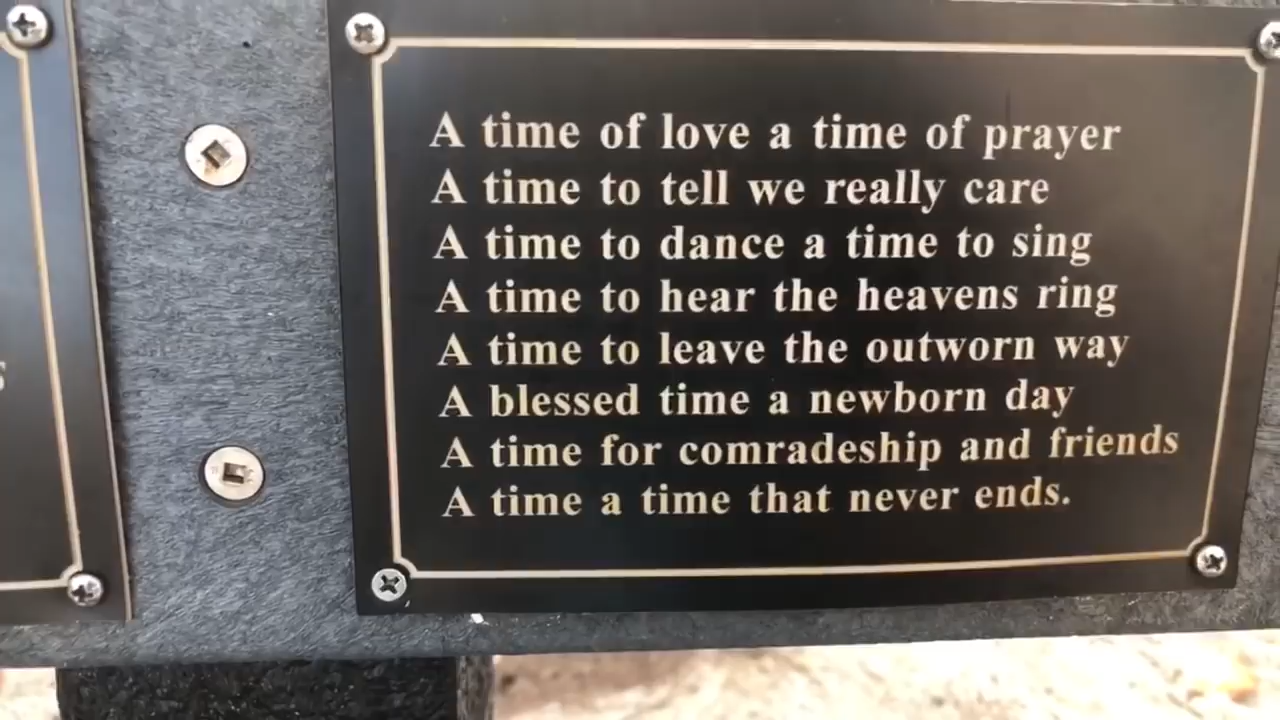 A time of love a time of prayer
A time to tell we really care
A time to dance a time to sing
A time to hear the heavens ring
A time to leave the outworn way
A blessed time a newborn day
A time for comradeship and friends
A time a time that never ends.